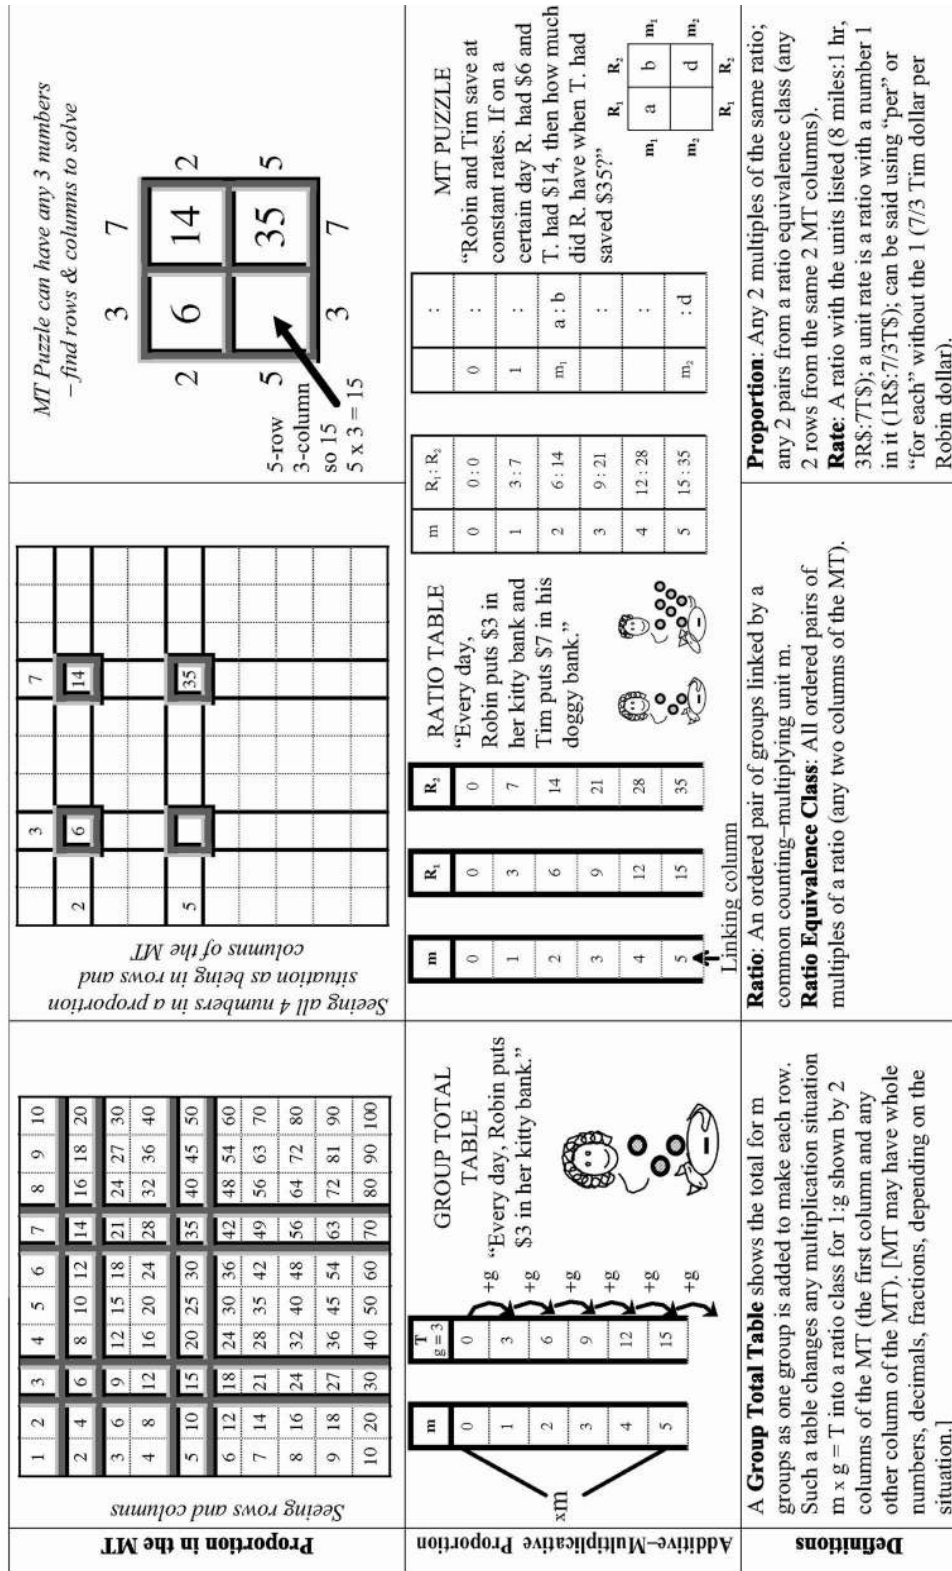 Proportion in the MT
Seeing rows and columns
1 2 3 4 5 6 7 8 9 10
2 4 6 8 10 12 14 16 18 20
3 6 9 12 15 18 21 24 27 30
4 8 12 16 20 24 28 32 36 40
5 10 15 20 25 30 35 40 45 50
6 12 18 24 30 36 42 48 54 60
7 14 21 28 35 42 49 56 63 70
8 16 24 32 40 48 56 64 72 80
9 18 27 36 45 54 63 72 81 90
10 20 30 40 50 60 70 80 90 100
Seeing all 4 numbers in a proportion
situation as being in rows and
columns of the MT
3 7
2 6 14
5 35
MT Puzzle can have any 3 numbers
– find rows & columns to solve
3 7
2 6 14 2
5 35 5
3 7
5-row
3-column
so 15
5 x 3 = 15
Additive–Multiplicative Proportion
xm
m
0
1
2
3
4
5
T
g = 3
0
3
6
9
12
15
+g
+g
+g
+g
+g
+g
GROUP TOTAL
TABLE
“Every day, Robin puts
$3 in her kitty bank.”
m
0
1
2
3
4
5
Linking column
R₁
0
3
6
9
12
15
R₂
0
7
14
21
28
35
RATIO TABLE
“Every day,
Robin puts $3 in
her kitty bank and
Tim puts $7 in his
doggy bank.”
m R₁ : R₂
0 0 : 0
1 3 : 7
2 6 : 14
3 9 : 21
4 12 : 28
5 15 : 35
:
0 :
1 :
m₁ a : b
:
:
m₂ : d
MT PUZZLE
“Robin and Tim save at
constant rates. If on a
certain day R. had $6 and
T. had $14, then how much
did R. have when T. had
saved $35?”
R₁ R₂
m₁ a b m₁
m₂ d m₂
R₁ R₂
Definitions
A Group Total Table shows the total for m
groups as one group is added to make each row.
Such a table changes any multiplication situation
m x g = T into a ratio class for 1:g shown by 2
columns of the MT (the first column and any
other column of the MT). [MT may have whole
numbers, decimals, fractions, depending on the
situation.]
Ratio: An ordered pair of groups linked by a
common counting–multiplying unit m.
Ratio Equivalence Class: All ordered pairs of
multiples of a ratio (any two columns of the MT).
Proportion: Any 2 multiples of the same ratio;
any 2 pairs from a ratio equivalence class (any
2 rows from the same 2 MT columns).
Rate: A ratio with the units listed (8 miles:1 hr,
3R$:7T$); a unit rate is a ratio with a number 1
in it (1R$:7/3T$); can be said using “per” or
“for each” without the 1 (7/3 Tim dollar per
Robin dollar).